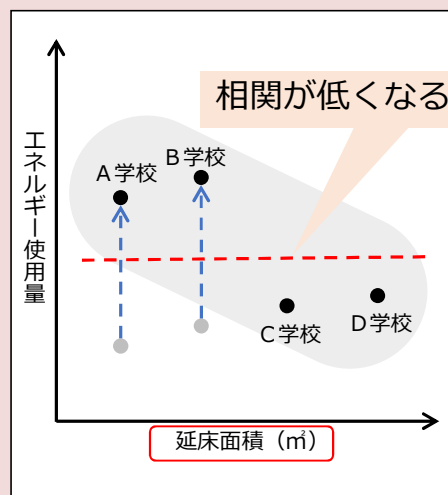 相関が低くなる
エネルギー使用量
A学校
B学校
C学校
D学校
延床面積（㎡）